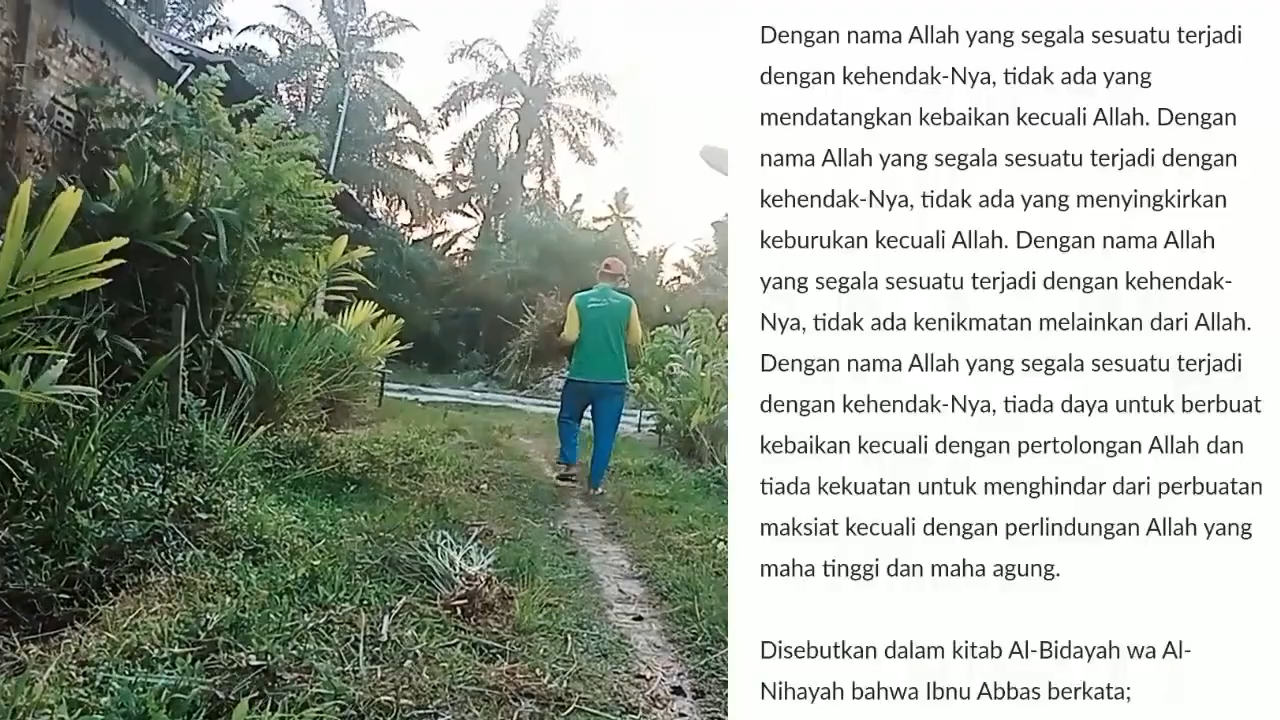 Dengan nama Allah yang segala sesuatu terjadi
dengan kehendak-Nya, tidak ada yang
mendatangkan kebaikan kecuali Allah. Dengan
nama Allah yang segala sesuatu terjadi dengan
kehendak-Nya, tidak ada yang menyingkirkan
keburukan kecuali Allah. Dengan nama Allah
yang segala sesuatu terjadi dengan kehendak-
Nya, tidak ada kenikmatan melainkan dari Allah.
Dengan nama Allah yang segala sesuatu terjadi
dengan kehendak-Nya, tiada daya untuk berbuat
kebaikan kecuali dengan pertolongan Allah dan
tiada kekuatan untuk menghindar dari perbuatan
maksiat kecuali dengan perlindungan Allah yang
maha tinggi dan maha agung.
Disebutkan dalam kitab Al-Bidayah wa Al-
Nihayah bahwa Ibnu Abbas berkata;